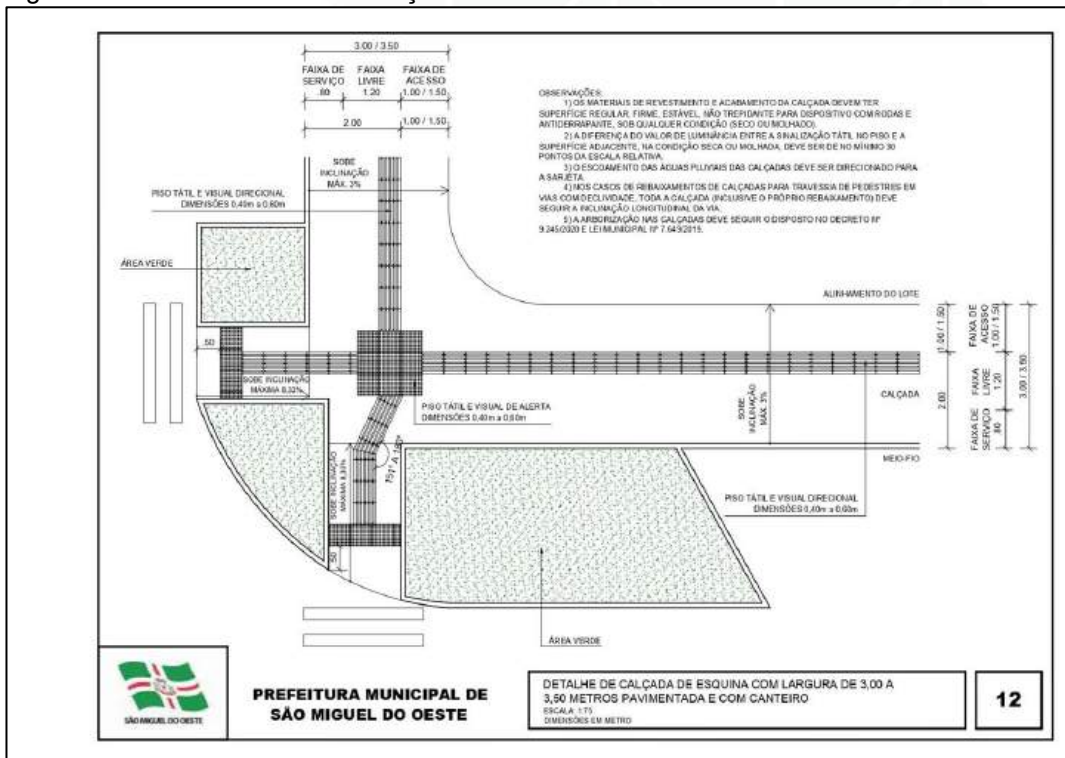 3.00 / 3.50
FAIXA DE SERVIÇO
.80
FAIXA LIVRE
1.20
FAIXA DE ACESSO
1.00 / 1.50
2.00
1.00 / 1.50
SOBE
INCLINAÇÃO
MÁX. 3%
PISO TÁTIL E VISUAL DIRECIONAL
DIMENSÕES 0,40m a 0,60m
ÁREA VERDE
OBSERVAÇÕES:
1) OS MATERIAIS DE REVESTIMENTO E ACABAMENTO DA CALÇADA DEVEM TER
SUPERFÍCIE REGULAR, FIRME, ESTÁVEL, NÃO TREPIDANTE PARA DISPOSITIVO COM RODAS E
ANTIDERRAPANTE, SOB QUALQUER CONDIÇÃO (SECO OU MOLHADO).
2) A DIFERENÇA DO VALOR DE LUMINÂNCIA ENTRE A SINALIZAÇÃO TÁTIL NO PISO E A
SUPERFÍCIE ADJACENTE, NA CONDIÇÃO SECA OU MOLHADA, DEVE SER DE NO MÍNIMO 30
PONTOS DA ESCALA RELATIVA.
3) O ESCOAMENTO DAS ÁGUAS PLUVIAIS DAS CALÇADAS DEVE SER DIRECIONADO PARA
A SARJETA.
4) NOS CASOS DE REBAIXAMENTOS DE CALÇADAS PARA TRAVESSIA DE PEDESTRES EM
VIAS COM DECLIVIDADE, TODA A CALÇADA (INCLUSIVE O PRÓPRIO REBAIXAMENTO) DEVE
SEGUIR A INCLINAÇÃO LONGITUDINAL DA VIA.
5) A ARBORIZAÇÃO NAS CALÇADAS DEVE SEGUIR O DISPOSTO NO DECRETO Nº
9.245/2020 E LEI MUNICIPAL Nº 7.649/2019.
ALINHAMENTO DO LOTE
1.00 / 1.50
FAIXA DE ACESSO
1.00 / 1.50
CALÇADA
2.00
FAIXA LIVRE
1.20
3.00 / 3.50
FAIXA DE SERVIÇO
.80
MEIO-FIO
SOBE
INCLINAÇÃO
MÁX. 3%
.50
SOBE INCLINAÇÃO
MÁXIMA 8,33%
PISO TÁTIL E VISUAL DE ALERTA
DIMENSÕES 0,40m a 0,60m
SOBE INCLINAÇÃO
MÁXIMA 8,33%
.50
PISO TÁTIL E VISUAL DIRECIONAL
DIMENSÕES 0,40m a 0,60m
ÁREA VERDE
SÃO MIGUEL DO OESTE
PREFEITURA MUNICIPAL DE
SÃO MIGUEL DO OESTE
DETALHE DE CALÇADA DE ESQUINA COM LARGURA DE 3,00 A
3,50 METROS PAVIMENTADA E COM CANTEIRO
ESCALA: 1:75
DIMENSÕES EM METRO
12